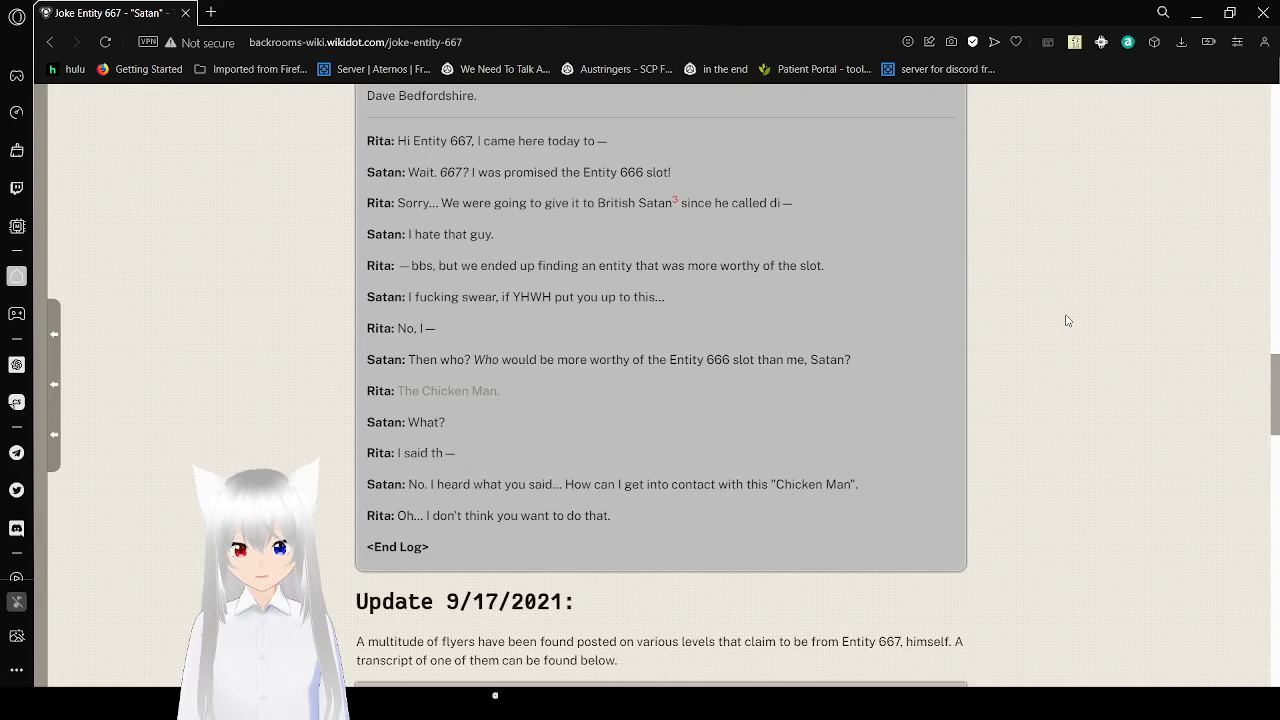 Joke Entity 667 - "Satan" -
VPN
Not secure
backrooms-wiki.wikidot.com/joke-entity-667
hulu
Getting Started
Imported from Firef...
Server | Aternos | Fr...
We Need To Talk A...
Austringers - SCP F...
in the end
Patient Portal - tool...
server for discord fr...
Dave Bedfordshire.
Rita: Hi Entity 667, I came here today to—
Satan: Wait. 667? I was promised the Entity 666 slot!
Rita: Sorry... We were going to give it to British Satan3 since he called di—
Satan: I hate that guy.
Rita: —bbs, but we ended up finding an entity that was more worthy of the slot.
Satan: I fucking swear, if YHWH put you up to this...
Rita: No, I—
Satan: Then who? Who would be more worthy of the Entity 666 slot than me, Satan?
Rita: The Chicken Man.
Satan: What?
Rita: I said th—
Satan: No. I heard what you said... How can I get into contact with this "Chicken Man".
Rita: Oh... I don't think you want to do that.
<End Log>
Update 9/17/2021:
A multitude of flyers have been found posted on various levels that claim to be from Entity 667, himself. A
transcript of one of them can be found below.